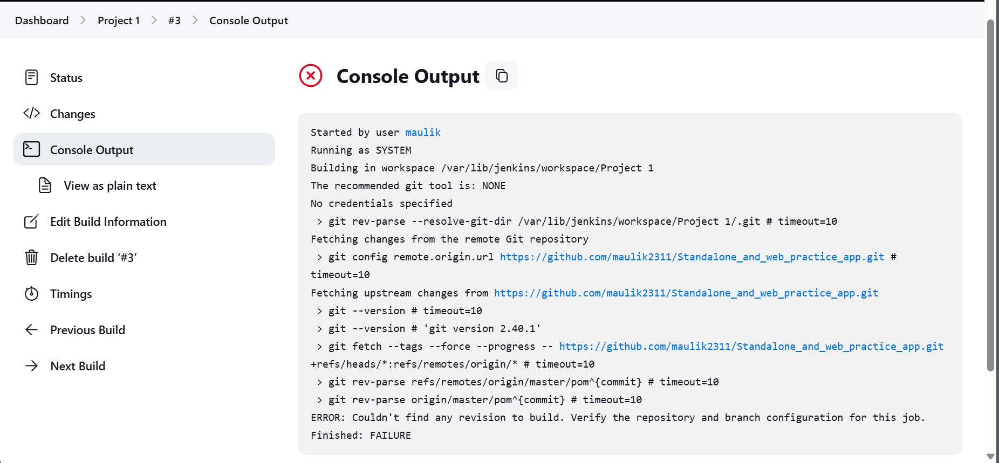 Dashboard > Project 1 > #3 > Console Output
Status
Changes
Console Output
View as plain text
Edit Build Information
Delete build ‘#3’
Timings
Previous Build
Next Build
Console Output
Started by user maulik
Running as SYSTEM
Building in workspace /var/lib/jenkins/workspace/Project 1
The recommended git tool is: NONE
No credentials specified
 > git rev-parse --resolve-git-dir /var/lib/jenkins/workspace/Project 1/.git # timeout=10
Fetching changes from the remote Git repository
 > git config remote.origin.url https://github.com/maulik2311/Standalone_and_web_practice_app.git #
timeout=10
Fetching upstream changes from https://github.com/maulik2311/Standalone_and_web_practice_app.git
 > git --version # timeout=10
 > git --version # 'git version 2.40.1'
 > git fetch --tags --force --progress -- https://github.com/maulik2311/Standalone_and_web_practice_app.git
+refs/heads/*:refs/remotes/origin/* # timeout=10
 > git rev-parse refs/remotes/origin/master/pom^{commit} # timeout=10
 > git rev-parse origin/master/pom^{commit} # timeout=10
ERROR: Couldn't find any revision to build. Verify the repository and branch configuration for this job.
Finished: FAILURE